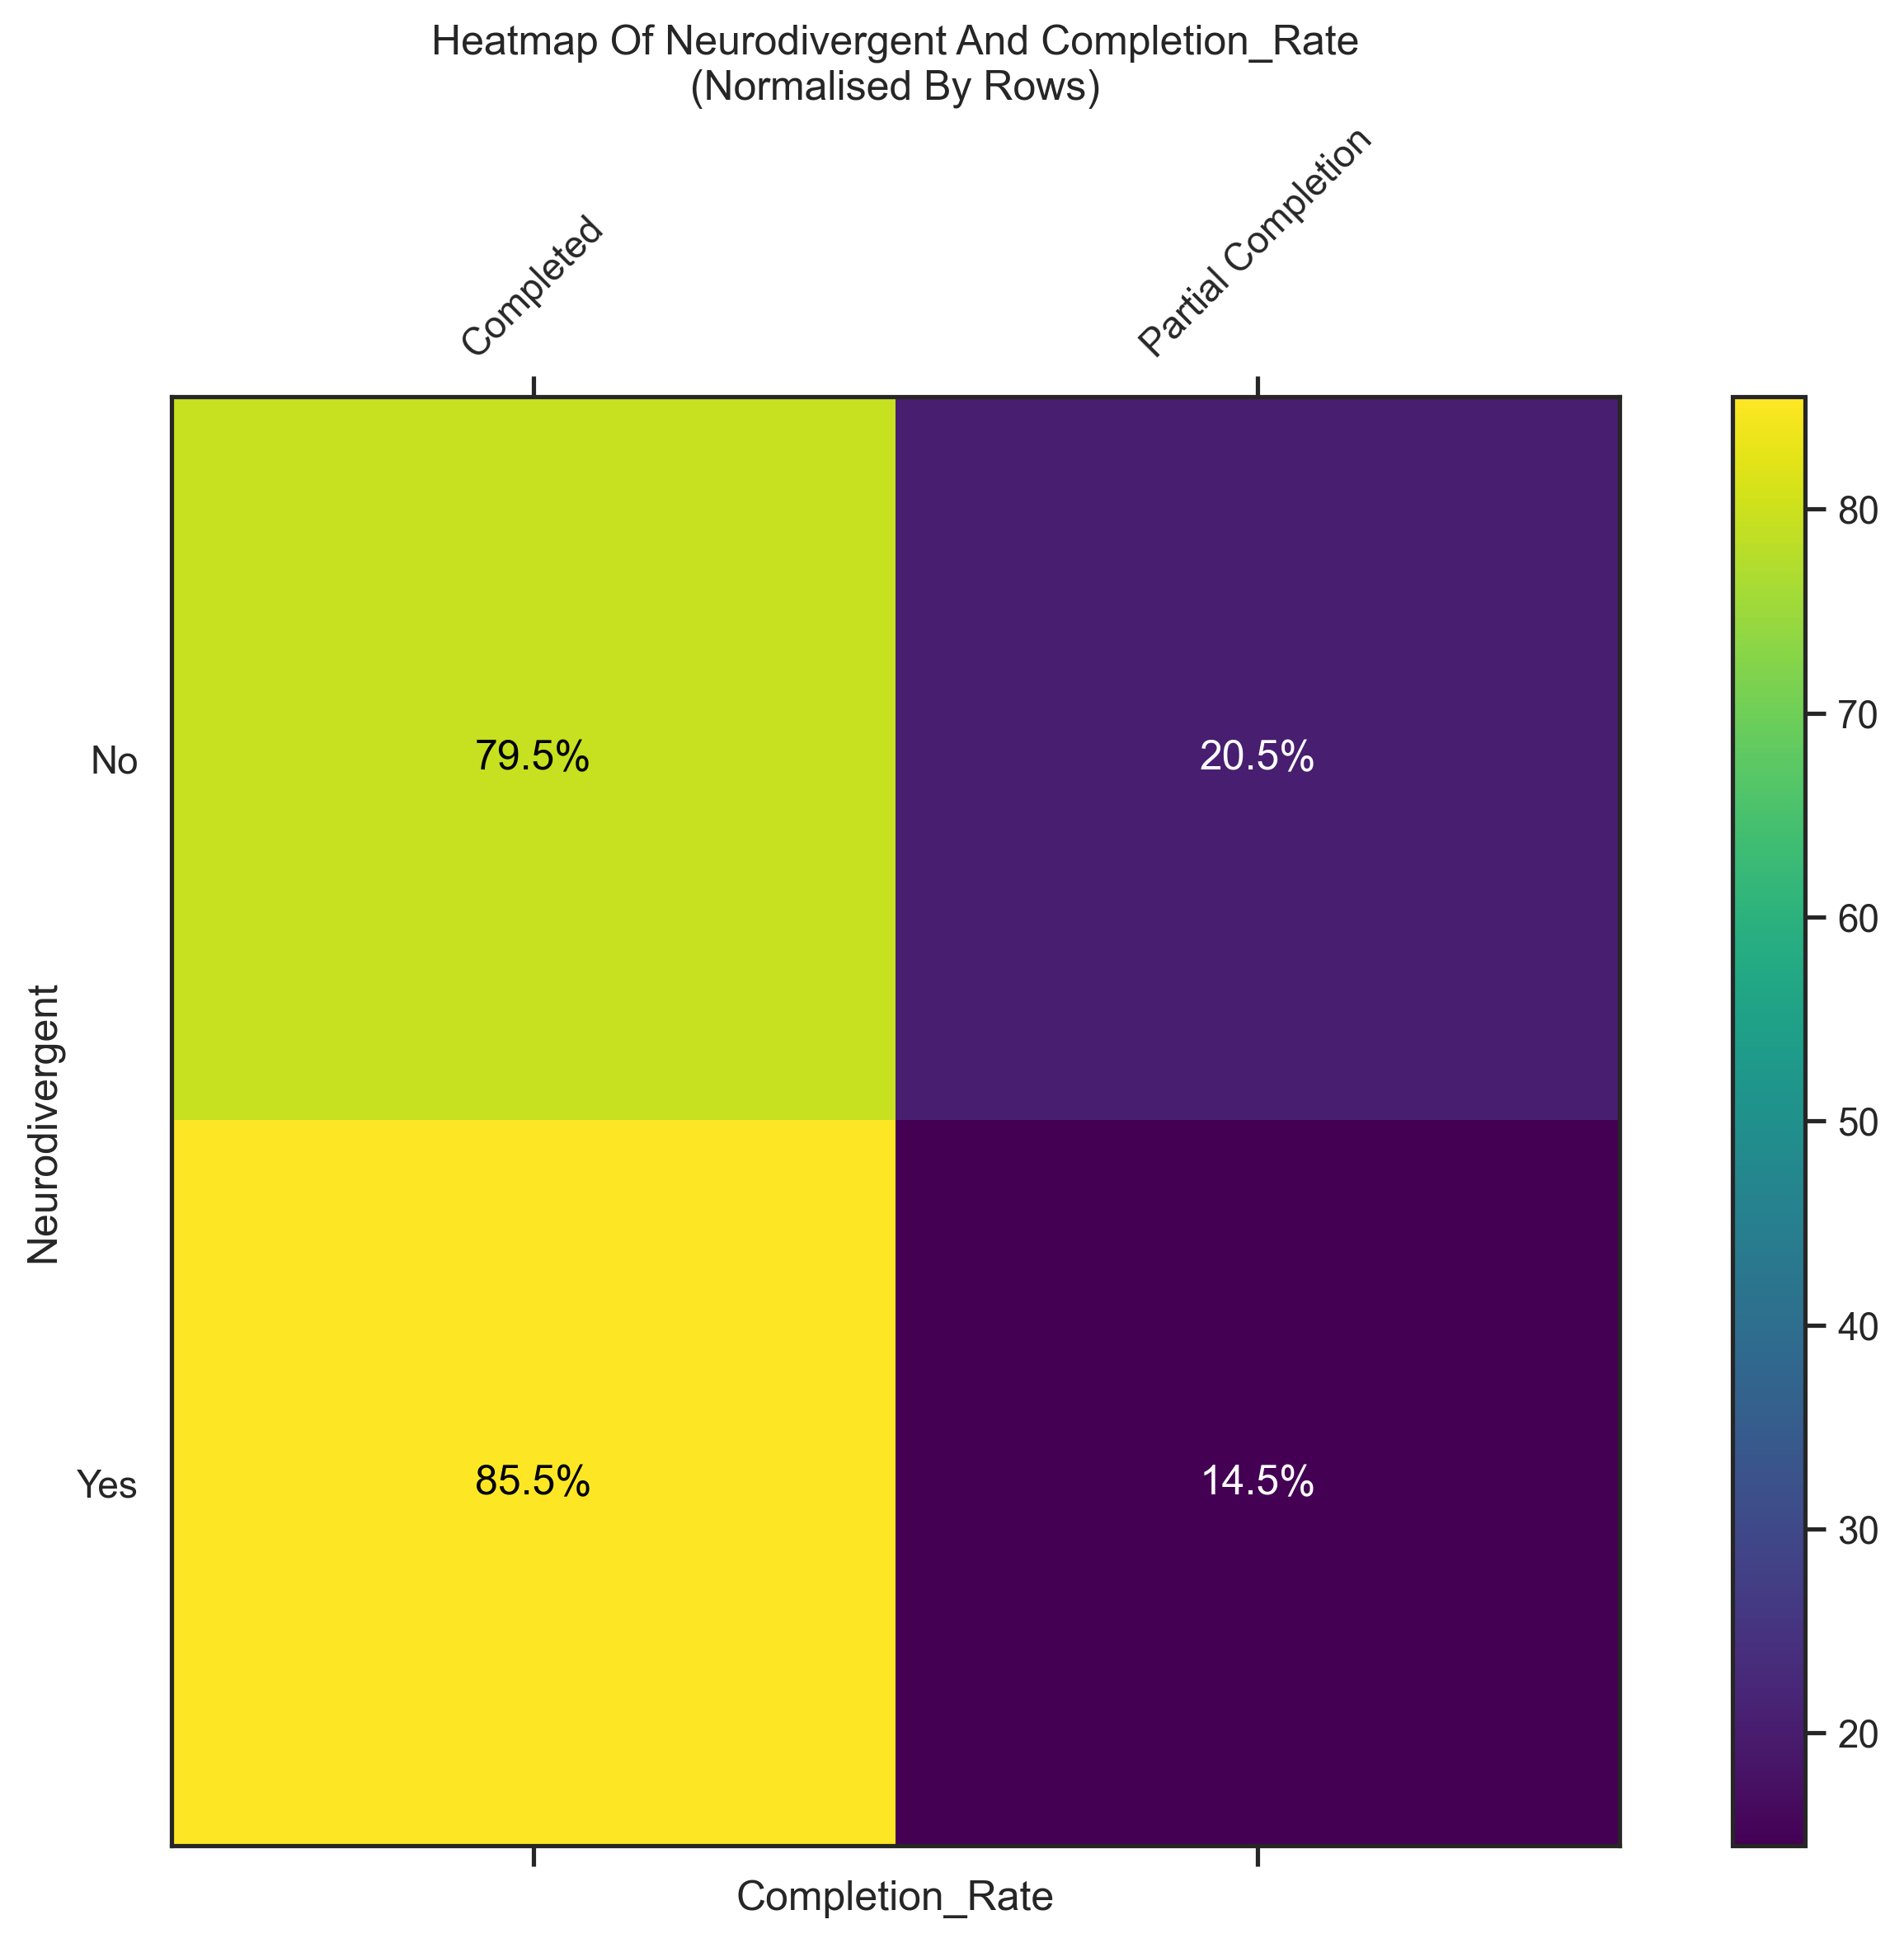 Heatmap Of Neurodivergent And Completion_Rate
(Normalised By Rows)
Completed
Partial Completion
Neurodivergent
No
79.5%
20.5%
Yes
85.5%
14.5%
Completion_Rate
80
70
60
50
40
30
20